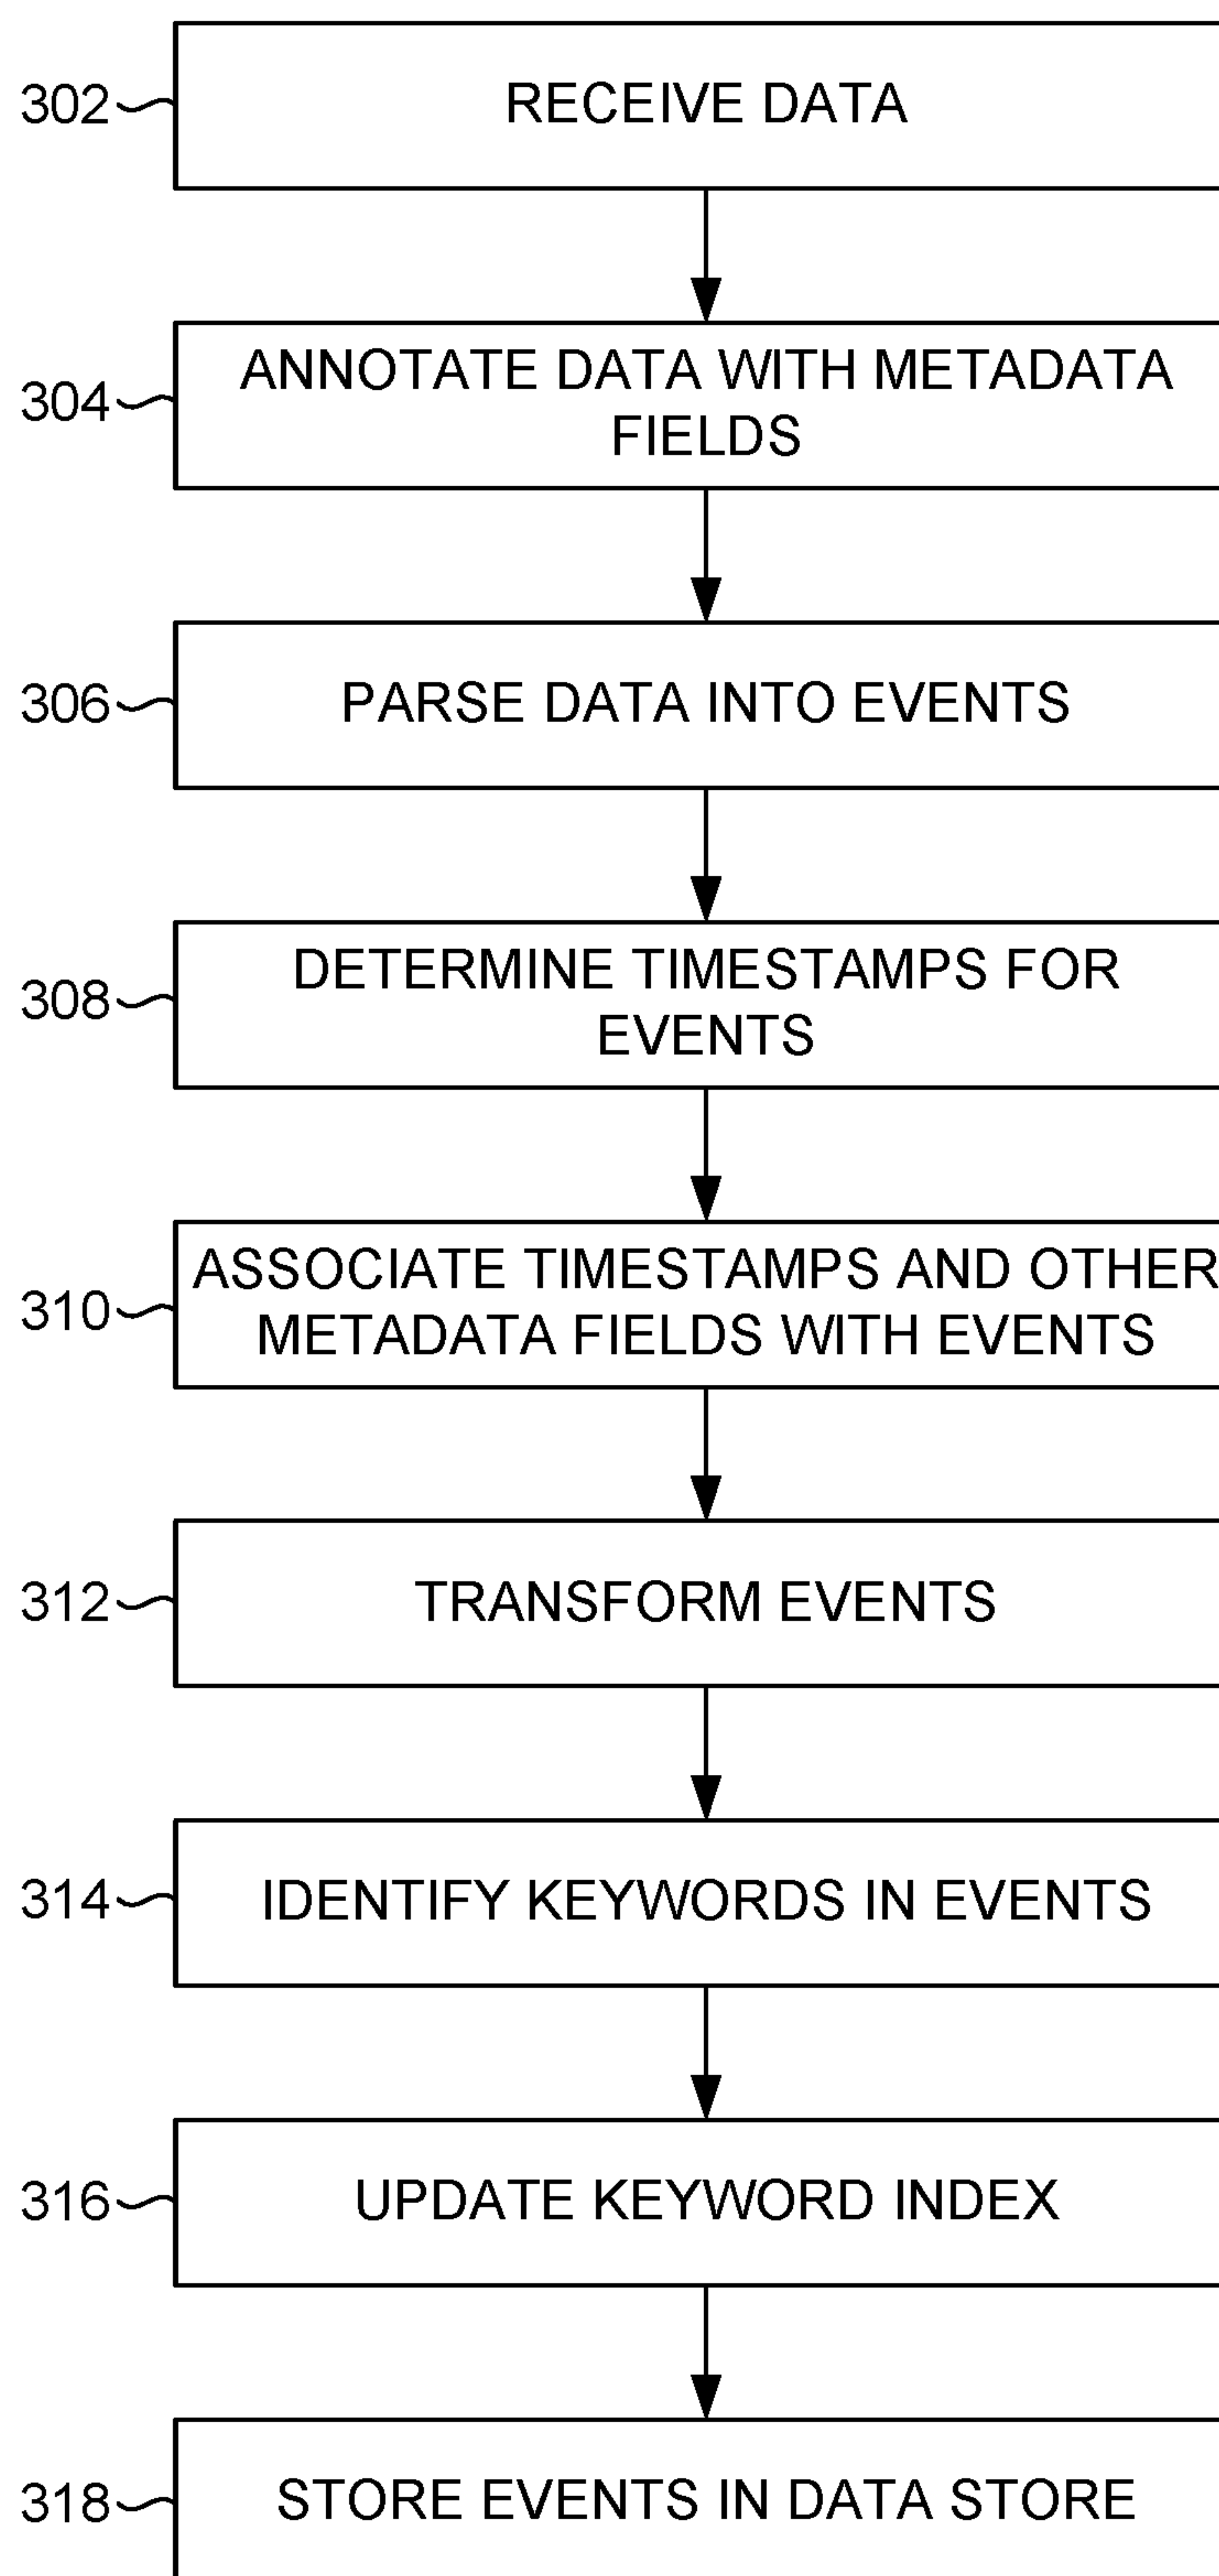 302
RECEIVE DATA
304
ANNOTATE DATA WITH METADATA
FIELDS
306
PARSE DATA INTO EVENTS
308
DETERMINE TIMESTAMPS FOR
EVENTS
310
ASSOCIATE TIMESTAMPS AND OTHER
METADATA FIELDS WITH EVENTS
312
TRANSFORM EVENTS
314
IDENTIFY KEYWORDS IN EVENTS
316
UPDATE KEYWORD INDEX
318
STORE EVENTS IN DATA STORE